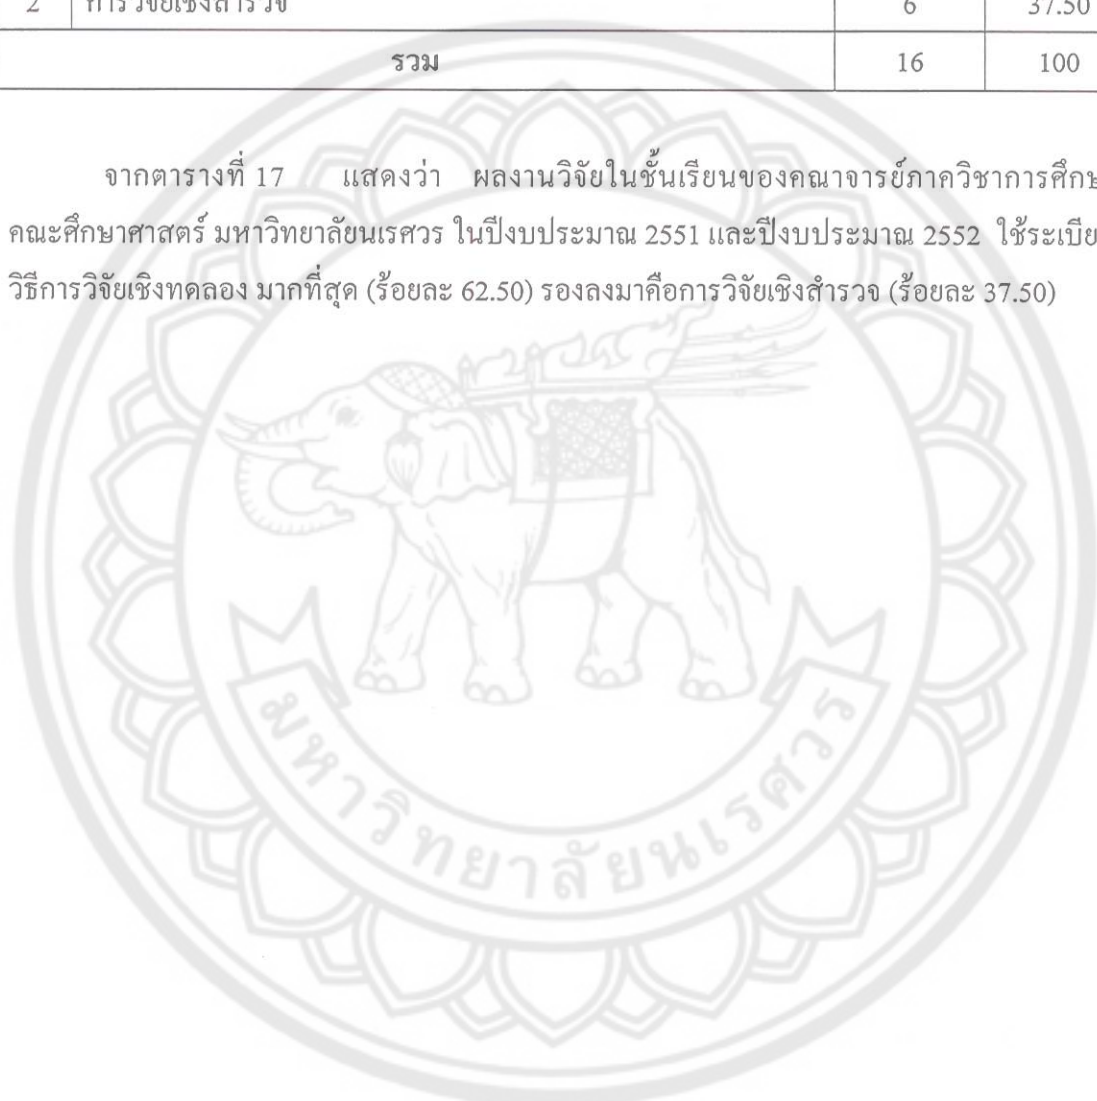 2 การวิจัยเชิงสำรวจ 6 37.50
รวม 16 100
จากตารางที่ 17 แสดงว่า ผลงานวิจัยในชั้นเรียนของคณาจารย์ภาควิชาการศึกษ
คณะศึกษาศาสตร์ มหาวิทยาลัยนเรศวร ในปีงบประมาณ 2551 และปีงบประมาณ 2552 ใช้ระเบีย
วิธีการวิจัยเชิงทดลอง มากที่สุด (ร้อยละ 62.50) รองลงมาคือการวิจัยเชิงสำรวจ (ร้อยละ 37.50)
มหาวิทยาลัยนเรศวร